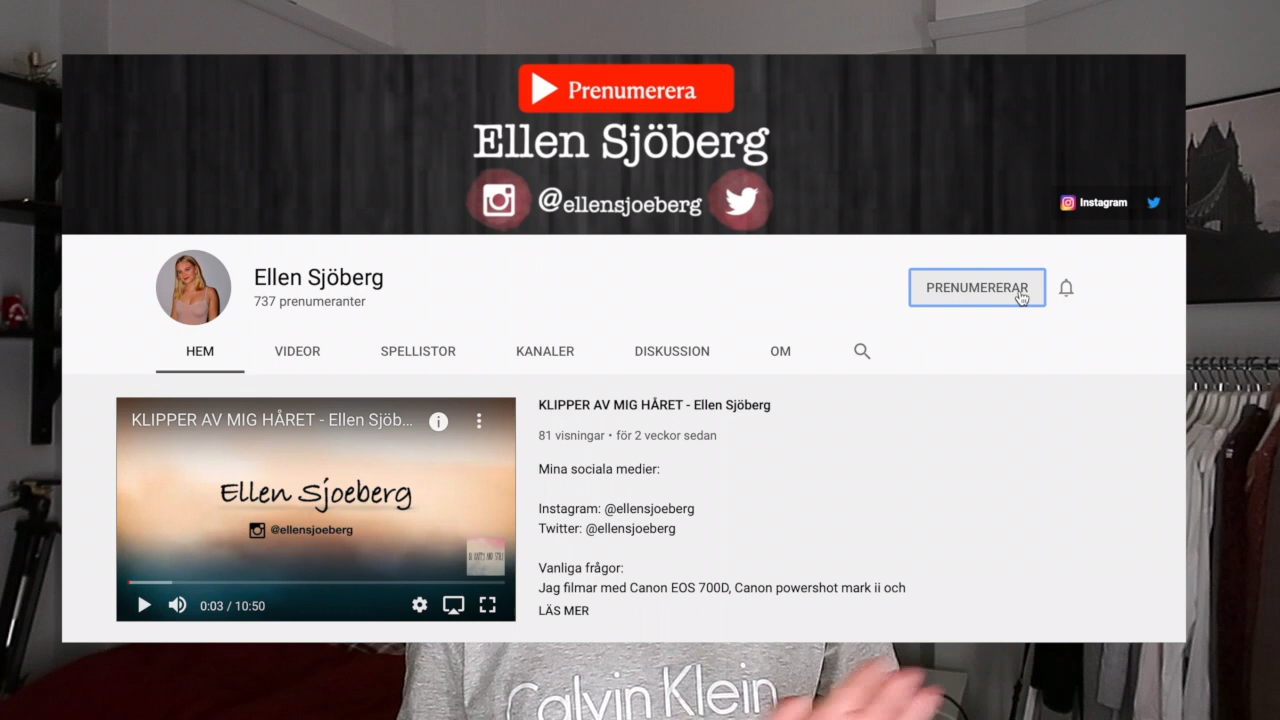 Prenumerera
Ellen Sjöberg
@ellensjoeberg
Instagram
Ellen Sjöberg
737 prenumeranter
PRENUMERERAR
HEM
VIDEOR
SPELLISTOR
KANALER
DISKUSSION
OM
KLIPPER AV MIG HÅRET - Ellen Sjöb...
Ellen Sjoeberg
@ellensjoeberg
0:03 / 10:50
KLIPPER AV MIG HÅRET - Ellen Sjöberg
81 visningar • för 2 veckor sedan
Mina sociala medier:
Instagram: @ellensjoeberg
Twitter: @ellensjoeberg
Vanliga frågor:
Jag filmar med Canon EOS 700D, Canon powershot mark ii och
LÄS MER
Calvin Klein